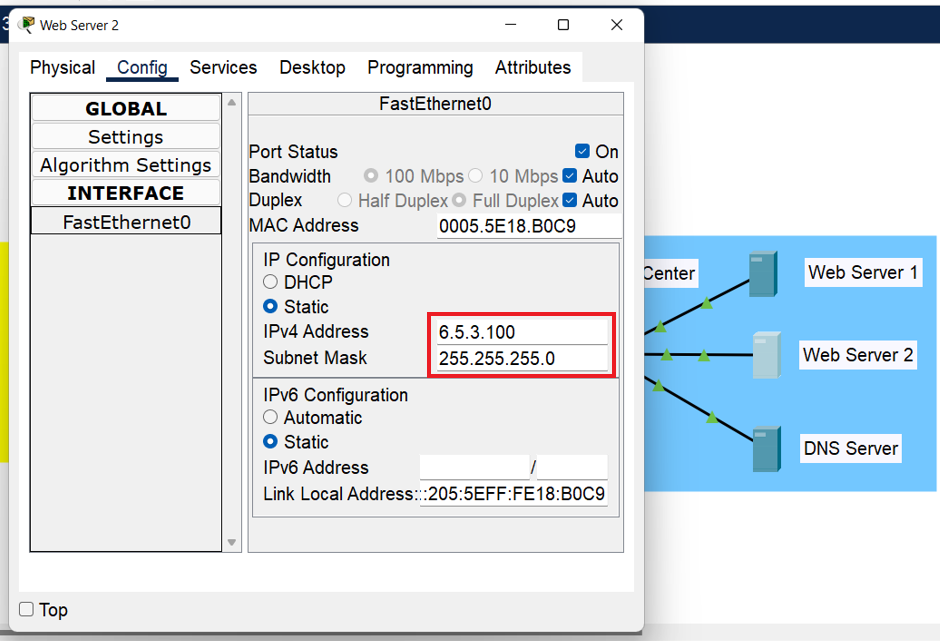 3
Web Server 2
Physical Config Services Desktop Programming Attributes
GLOBAL
Settings
Algorithm Settings
INTERFACE
FastEthernet0
FastEthernet0
Port Status On
Bandwidth 100 Mbps 10 Mbps Auto
Duplex Half Duplex Full Duplex Auto
MAC Address 0005.5E18.B0C9
IP Configuration
DHCP
Static
IPv4 Address 6.5.3.100
Subnet Mask 255.255.255.0
IPv6 Configuration
Automatic
Static
IPv6 Address /
Link Local Address: ::205:5EFF:FE18:B0C9
Top
Center
Web Server 1
Web Server 2
DNS Server